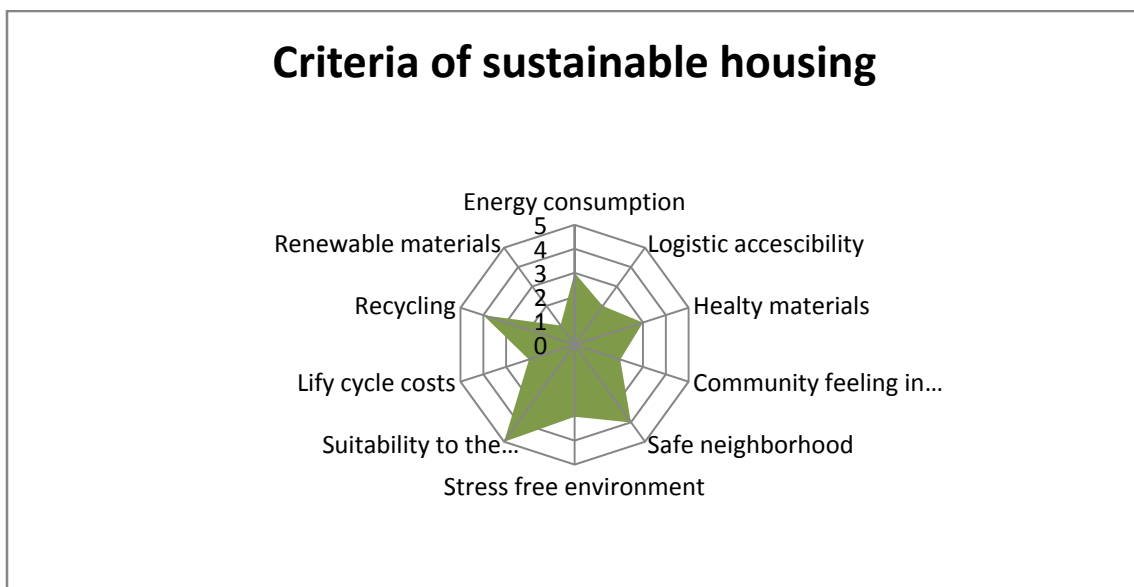 Criteria of sustainable housing
Energy consumption
5
Renewable materials
4
Logistic accescibility
3
Recycling
2
Healty materials
1
0
Lify cycle costs
Community feeling in...
Suitability to the...
Safe neighborhood
Stress free environment